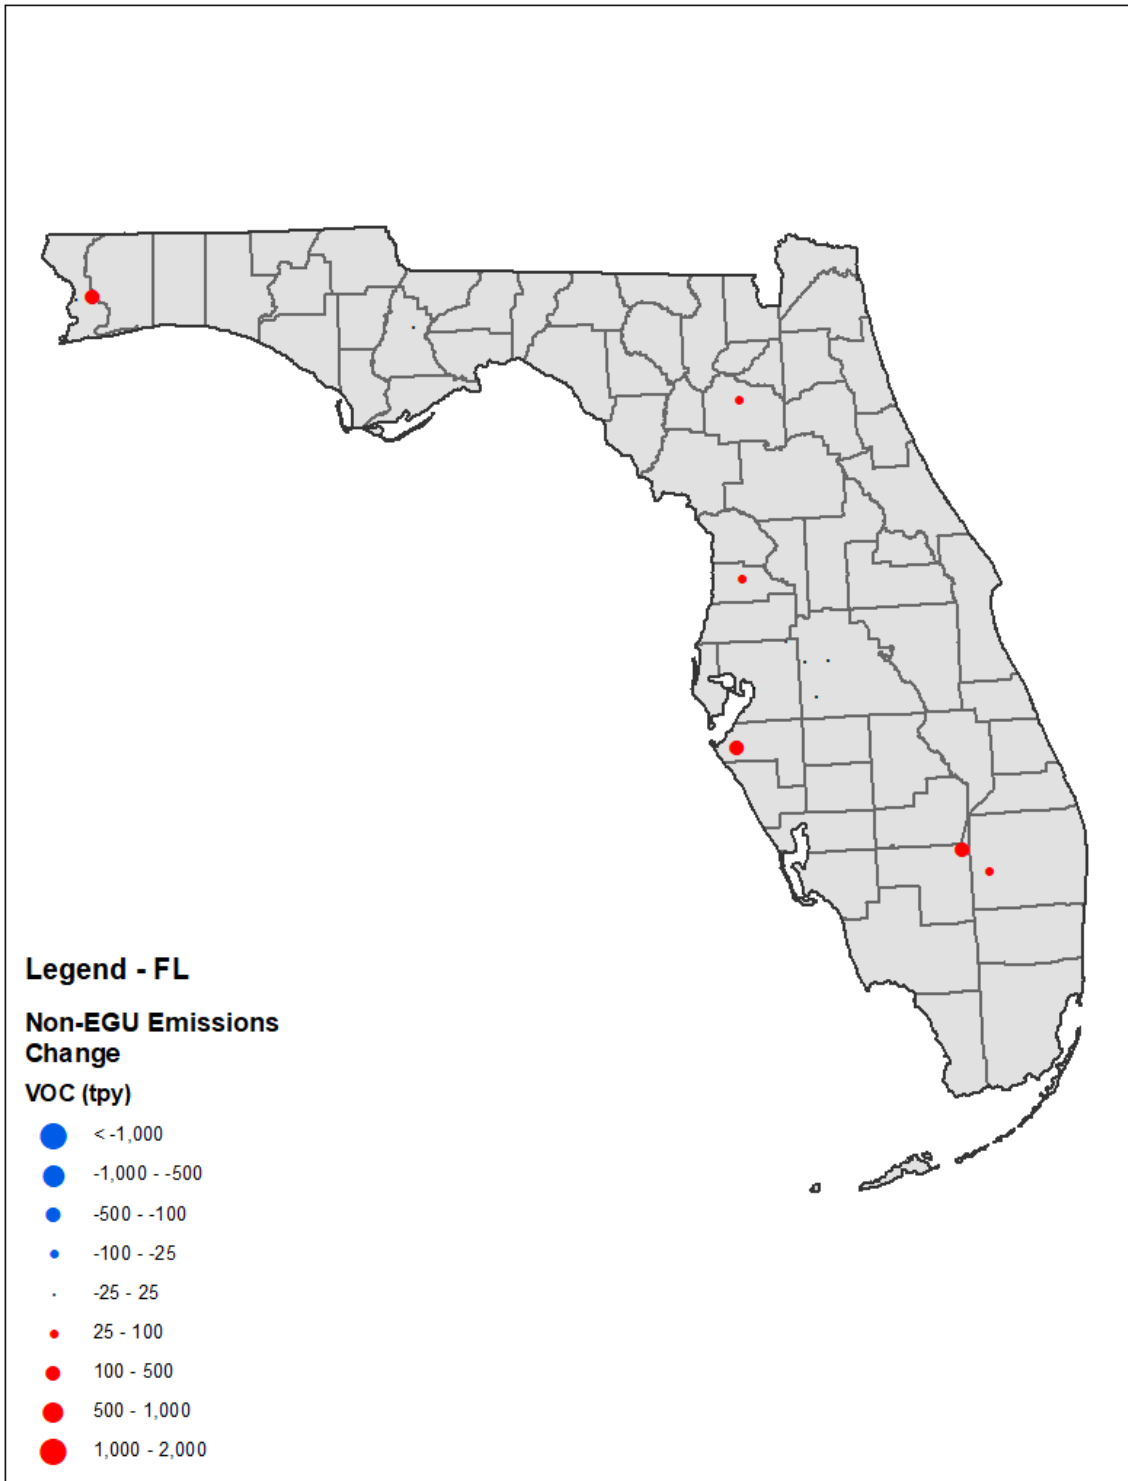 Legend - FL
Non-EGU Emissions
Change
VOC (tpy)
< -1,000
-1,000 - -500
-500 - -100
-100 - -25
-25 - 25
25 - 100
100 - 500
500 - 1,000
1,000 - 2,000